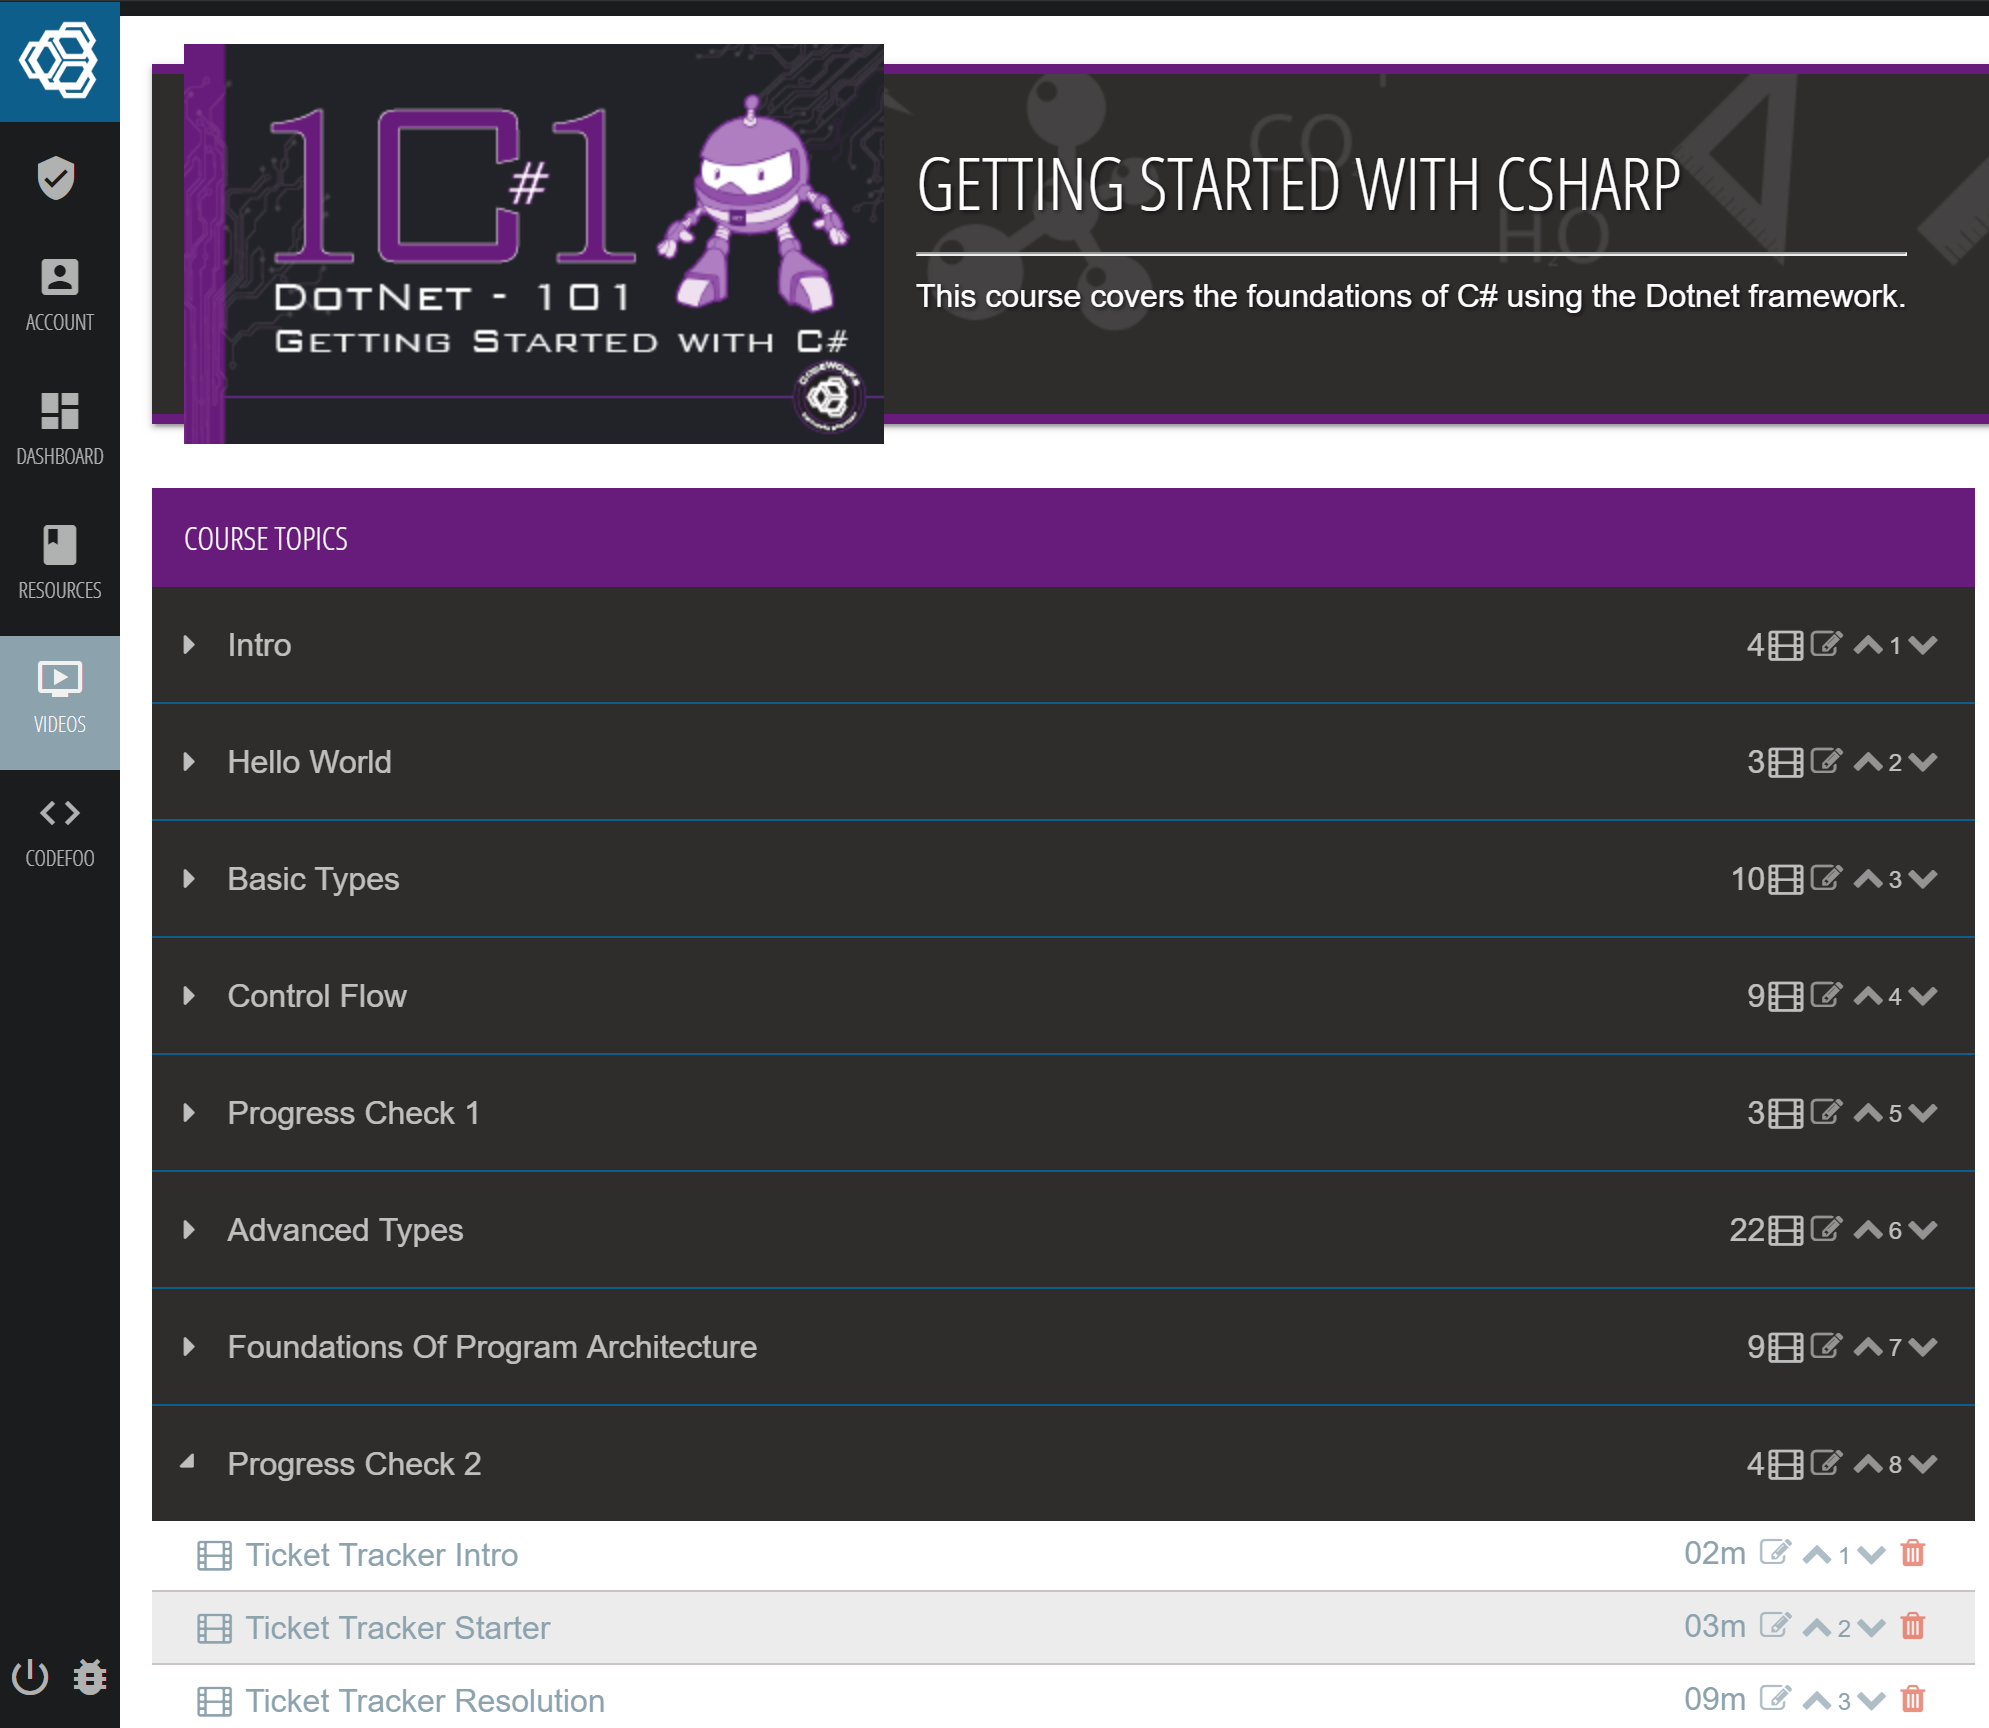 1C#1
DOTNET - 101
GETTING STARTED WITH C#
CODEWORKS
GETTING STARTED WITH CSHARP
This course covers the foundations of C# using the Dotnet framework.
CO2
H2O
ACCOUNT
DASHBOARD
RESOURCES
VIDEOS
CODEFOO
COURSE TOPICS
Intro 4 1
Hello World 3 2
Basic Types 10 3
Control Flow 9 4
Progress Check 1 3 5
Advanced Types 22 6
Foundations Of Program Architecture 9 7
Progress Check 2 4 8
Ticket Tracker Intro 02m 1
Ticket Tracker Starter 03m 2
Ticket Tracker Resolution 09m 3